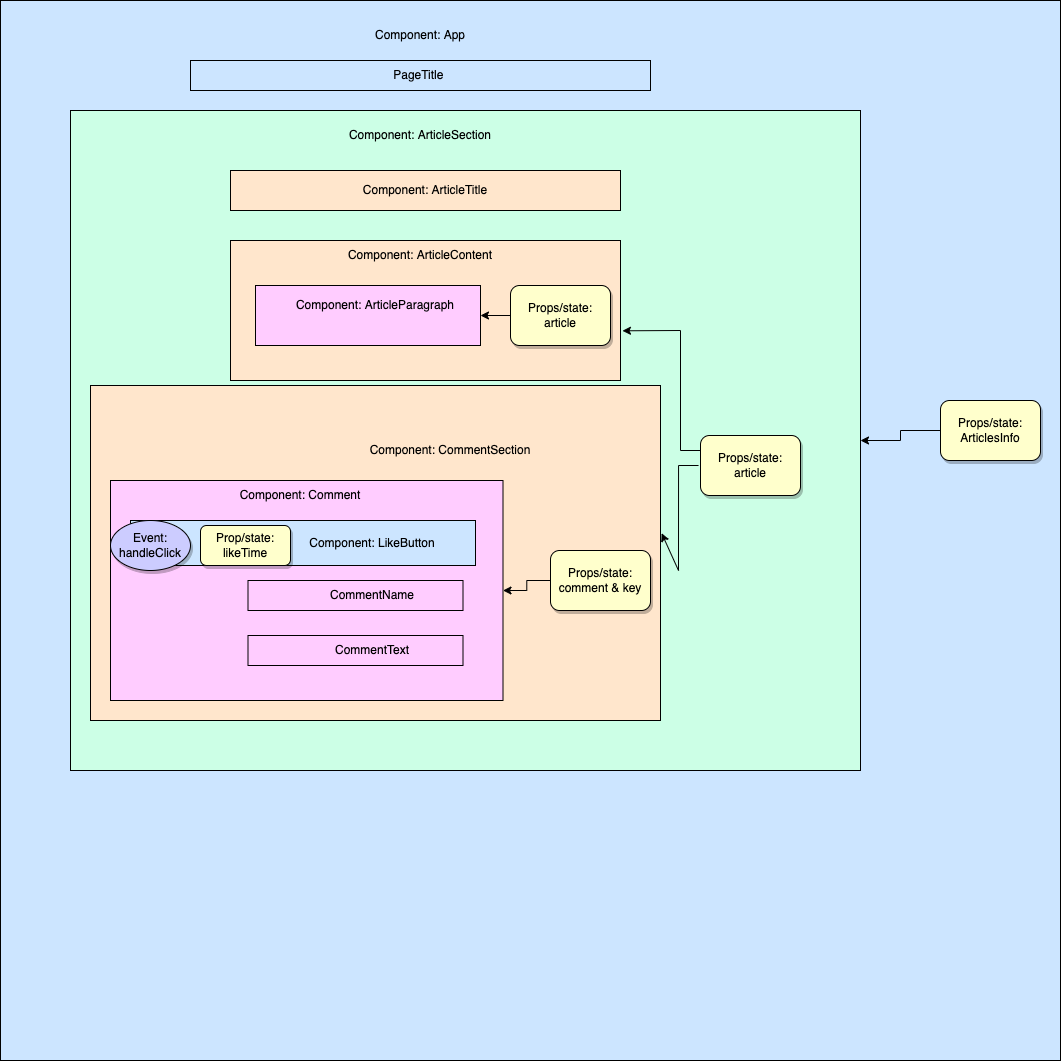 Component: App
PageTitle
Component: ArticleSection
Component: ArticleTitle
Component: ArticleContent
Component: ArticleParagraph
Props/state:
article
Props/state:
ArticlesInfo
Props/state:
article
Component: CommentSection
Component: Comment
Event:
handleClick
Prop/state:
likeTime
Component: LikeButton
Props/state:
comment & key
CommentName
CommentText